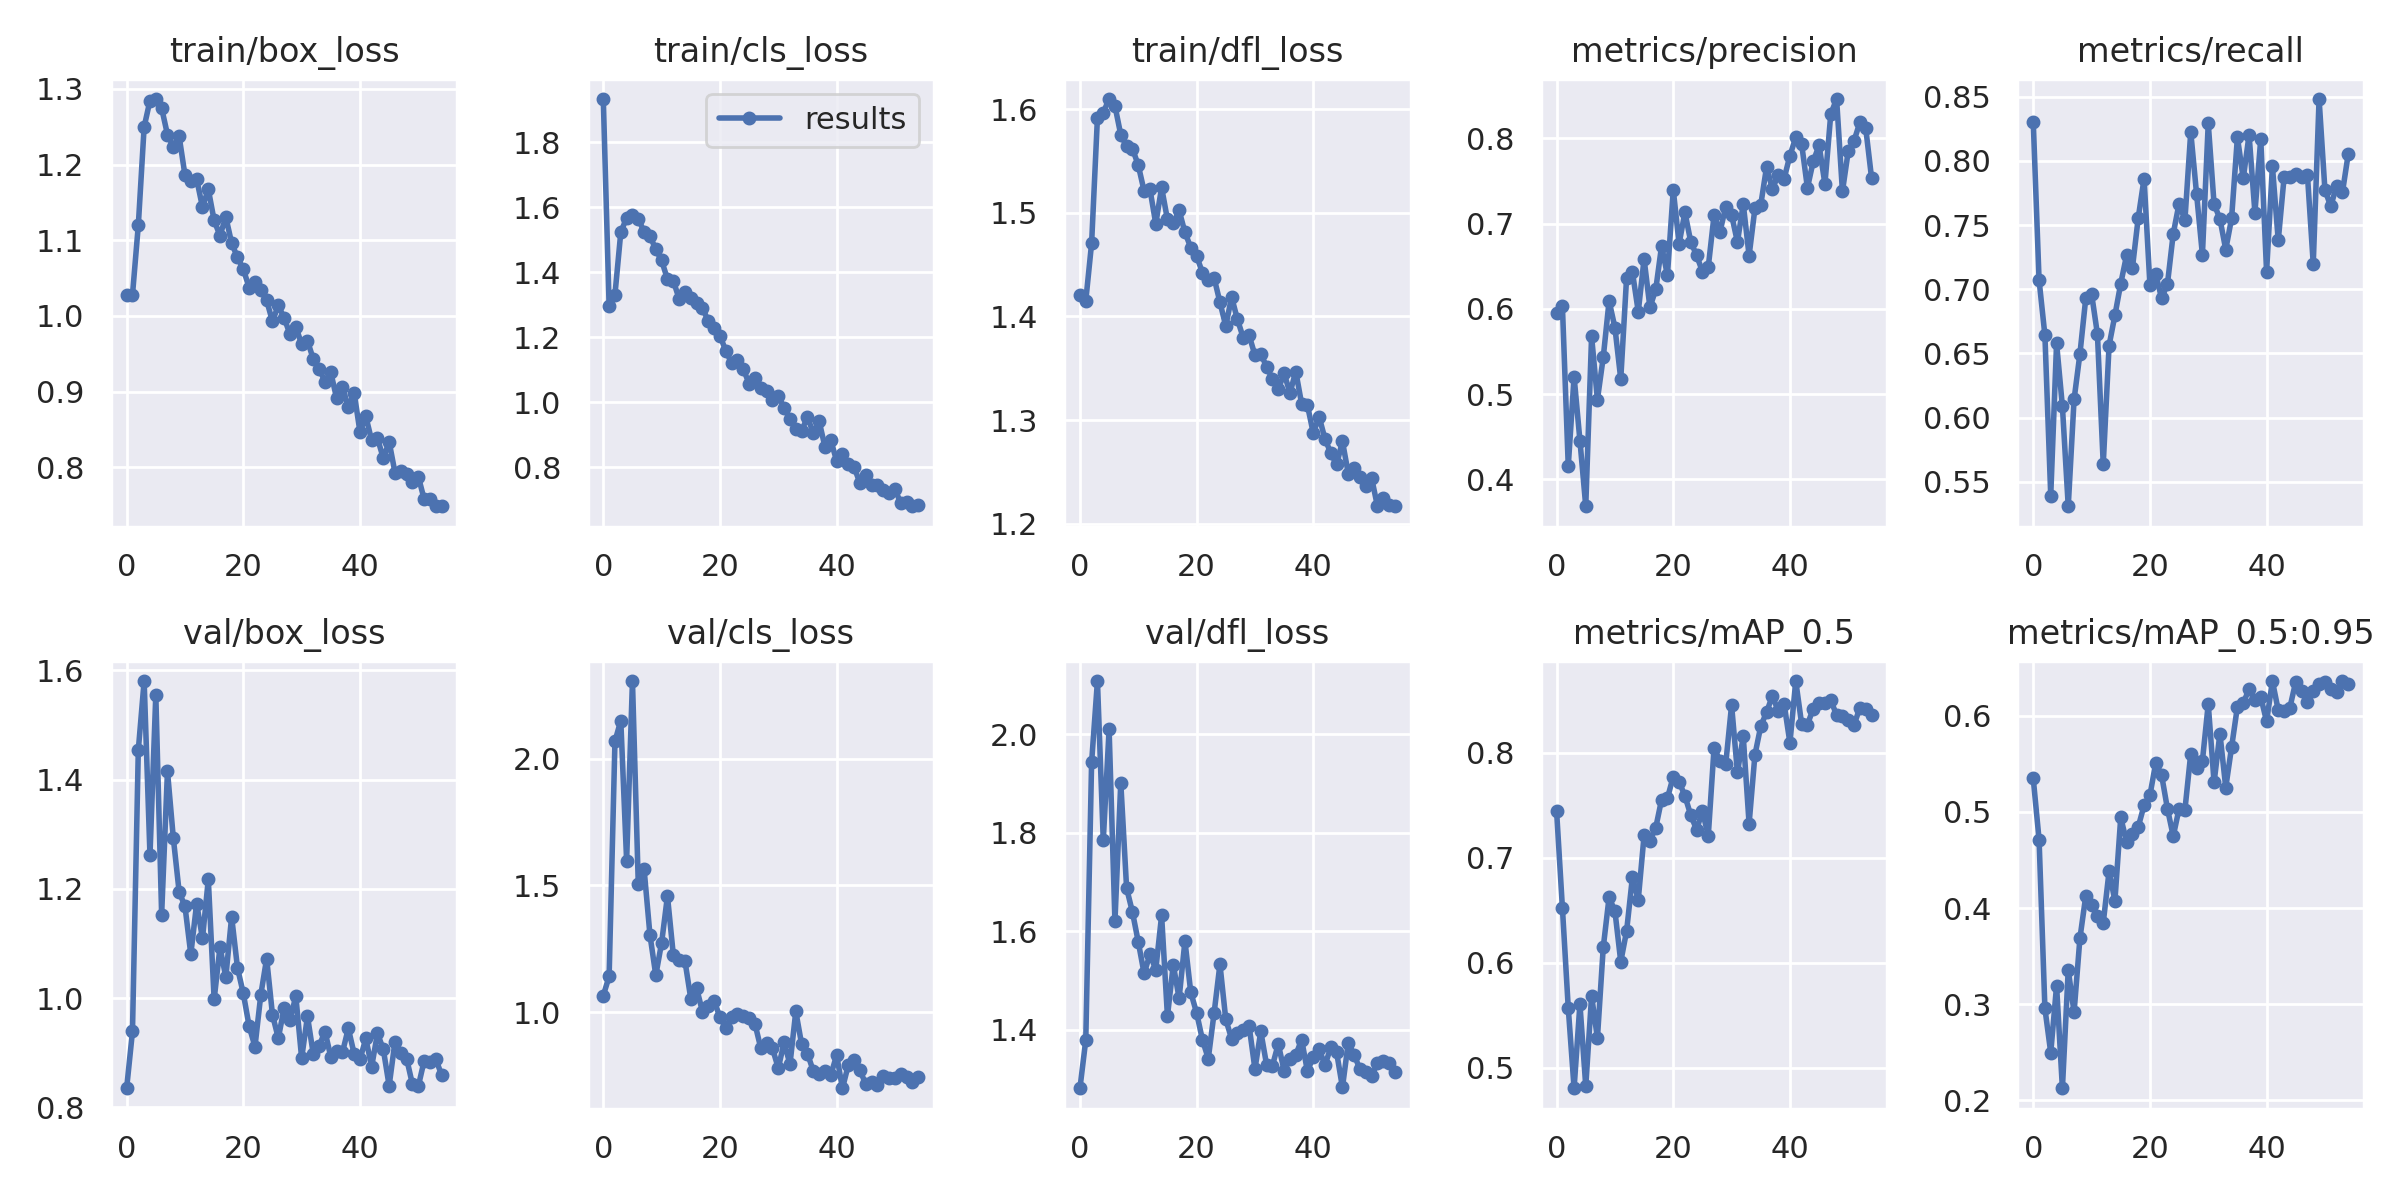 train/box_loss
train/cls_loss
train/dfl_loss
metrics/precision
metrics/recall
1.3
1.2
1.1
1.0
0.9
0.8
0 20 40
results
1.8
1.6
1.4
1.2
1.0
0.8
0 20 40
1.6
1.5
1.4
1.3
1.2
0 20 40
0.8
0.7
0.6
0.5
0.4
0 20 40
0.85
0.80
0.75
0.70
0.65
0.60
0.55
0 20 40
val/box_loss
val/cls_loss
val/dfl_loss
metrics/mAP_0.5
metrics/mAP_0.5:0.95
1.6
1.4
1.2
1.0
0.8
0 20 40
2.0
1.5
1.0
0 20 40
2.0
1.8
1.6
1.4
0 20 40
0.8
0.7
0.6
0.5
0 20 40
0.6
0.5
0.4
0.3
0.2
0 20 40